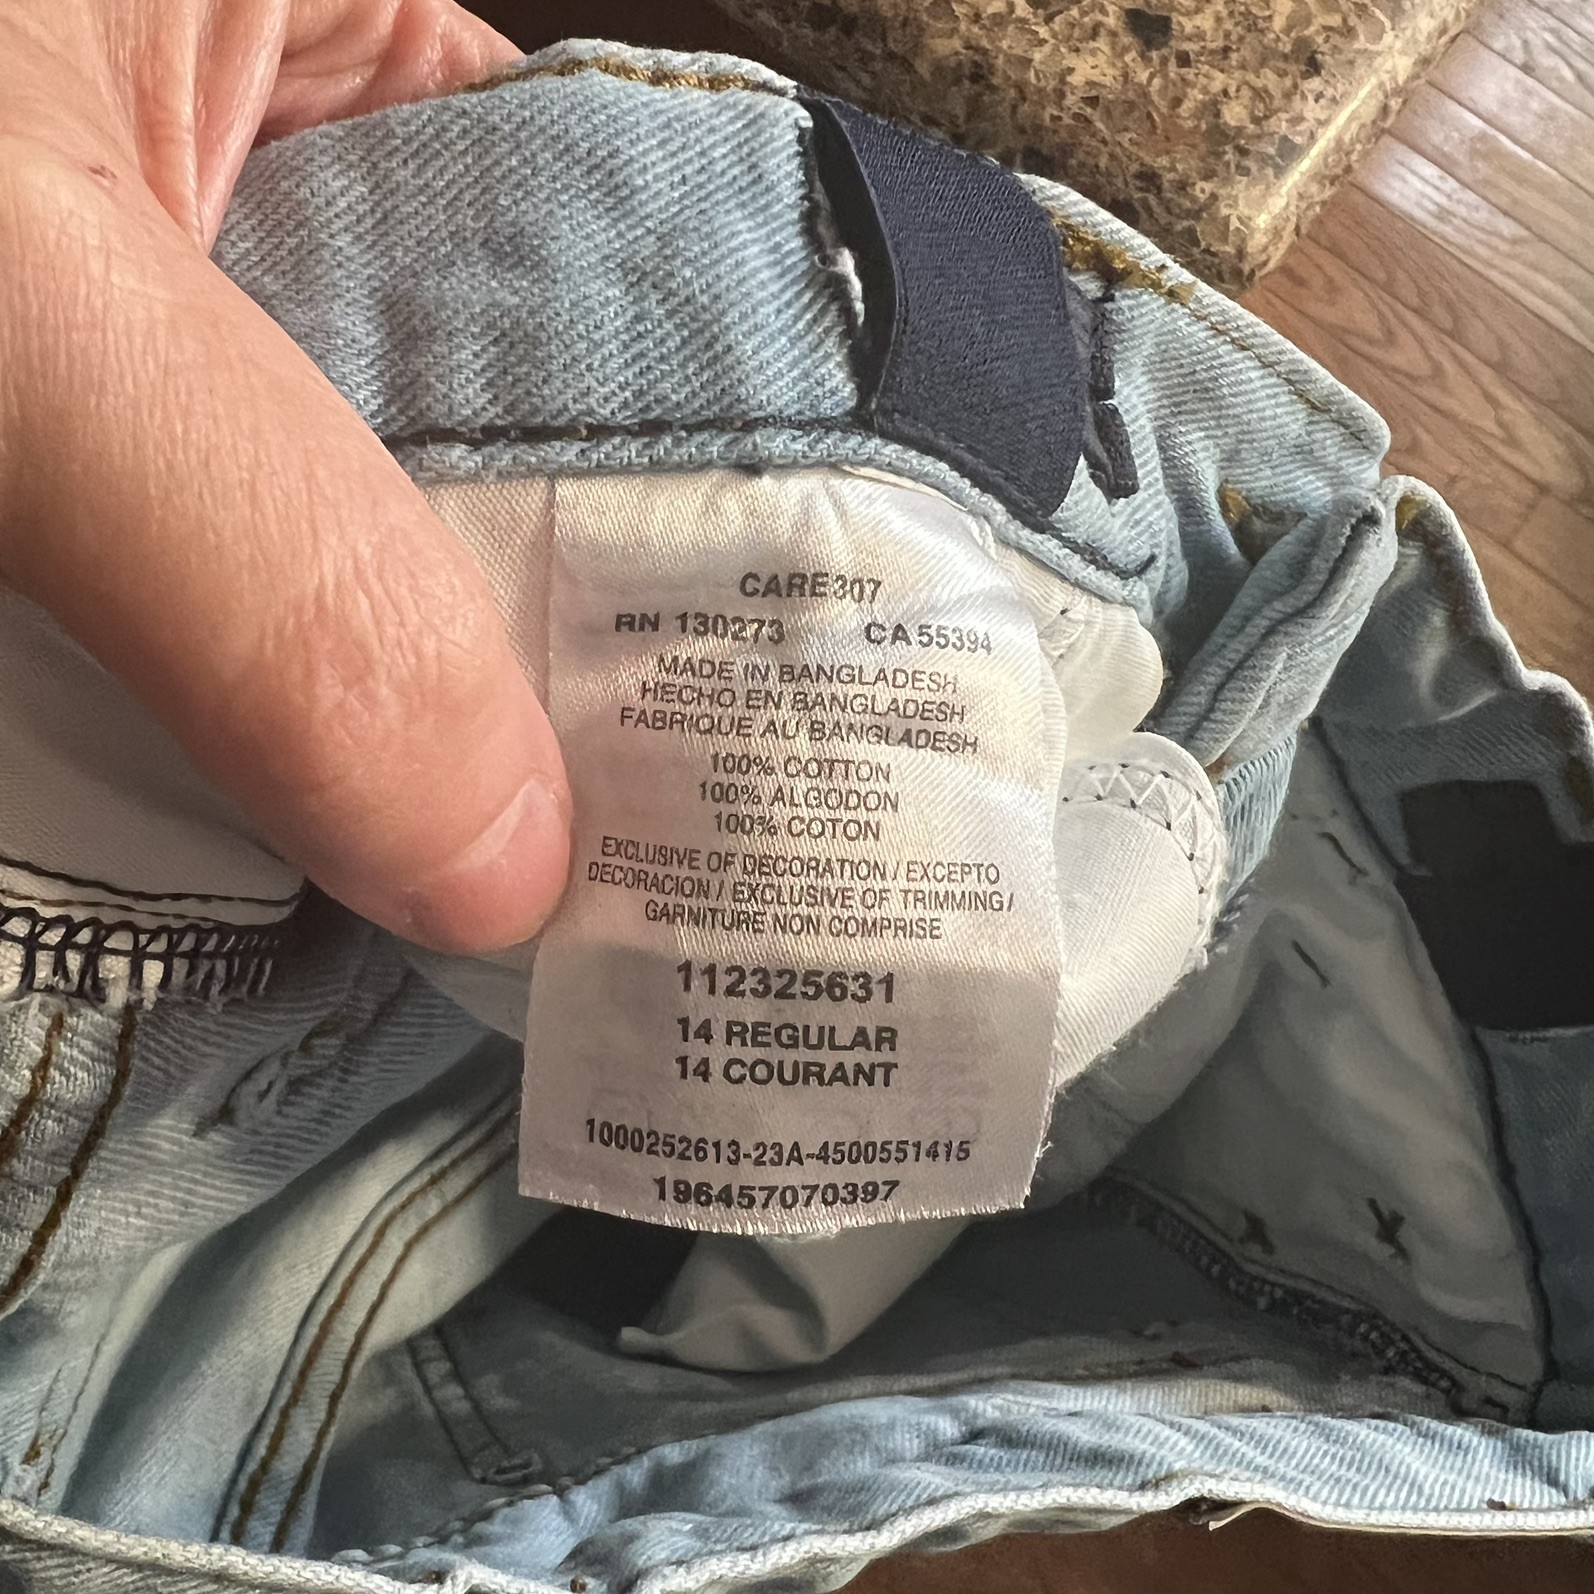 CARE307
RN 130273 CA55394
MADE IN BANGLADESH
HECHO EN BANGLADESH
FABRIQUE AU BANGLADESH
100% COTTON
100% ALGODON
100% COTON
EXCLUSIVE OF DECORATION / EXCEPTO
DECORACION / EXCLUSIVE OF TRIMMING /
GARNITURE NON COMPRISE
112325631
14 REGULAR
14 COURANT
1000252613-23A-4500551415
196457070397